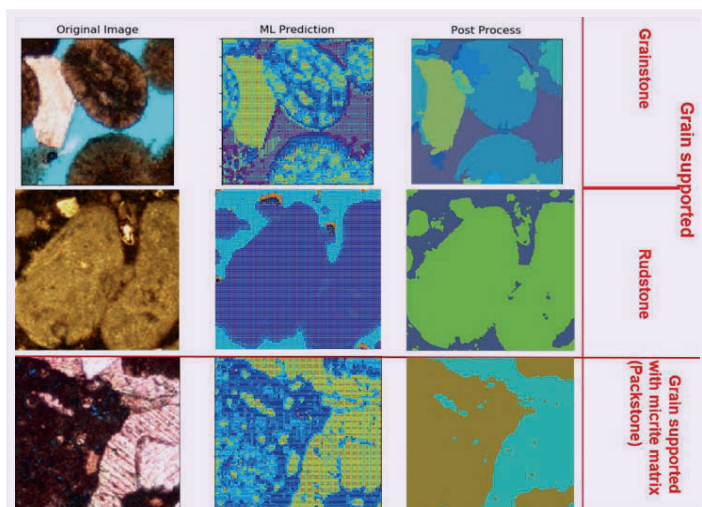 Original Image
ML Prediction
Post Process
Grainstone
Grain supported
Rudstone
Grain supported
with micrite matrix
(Packstone)